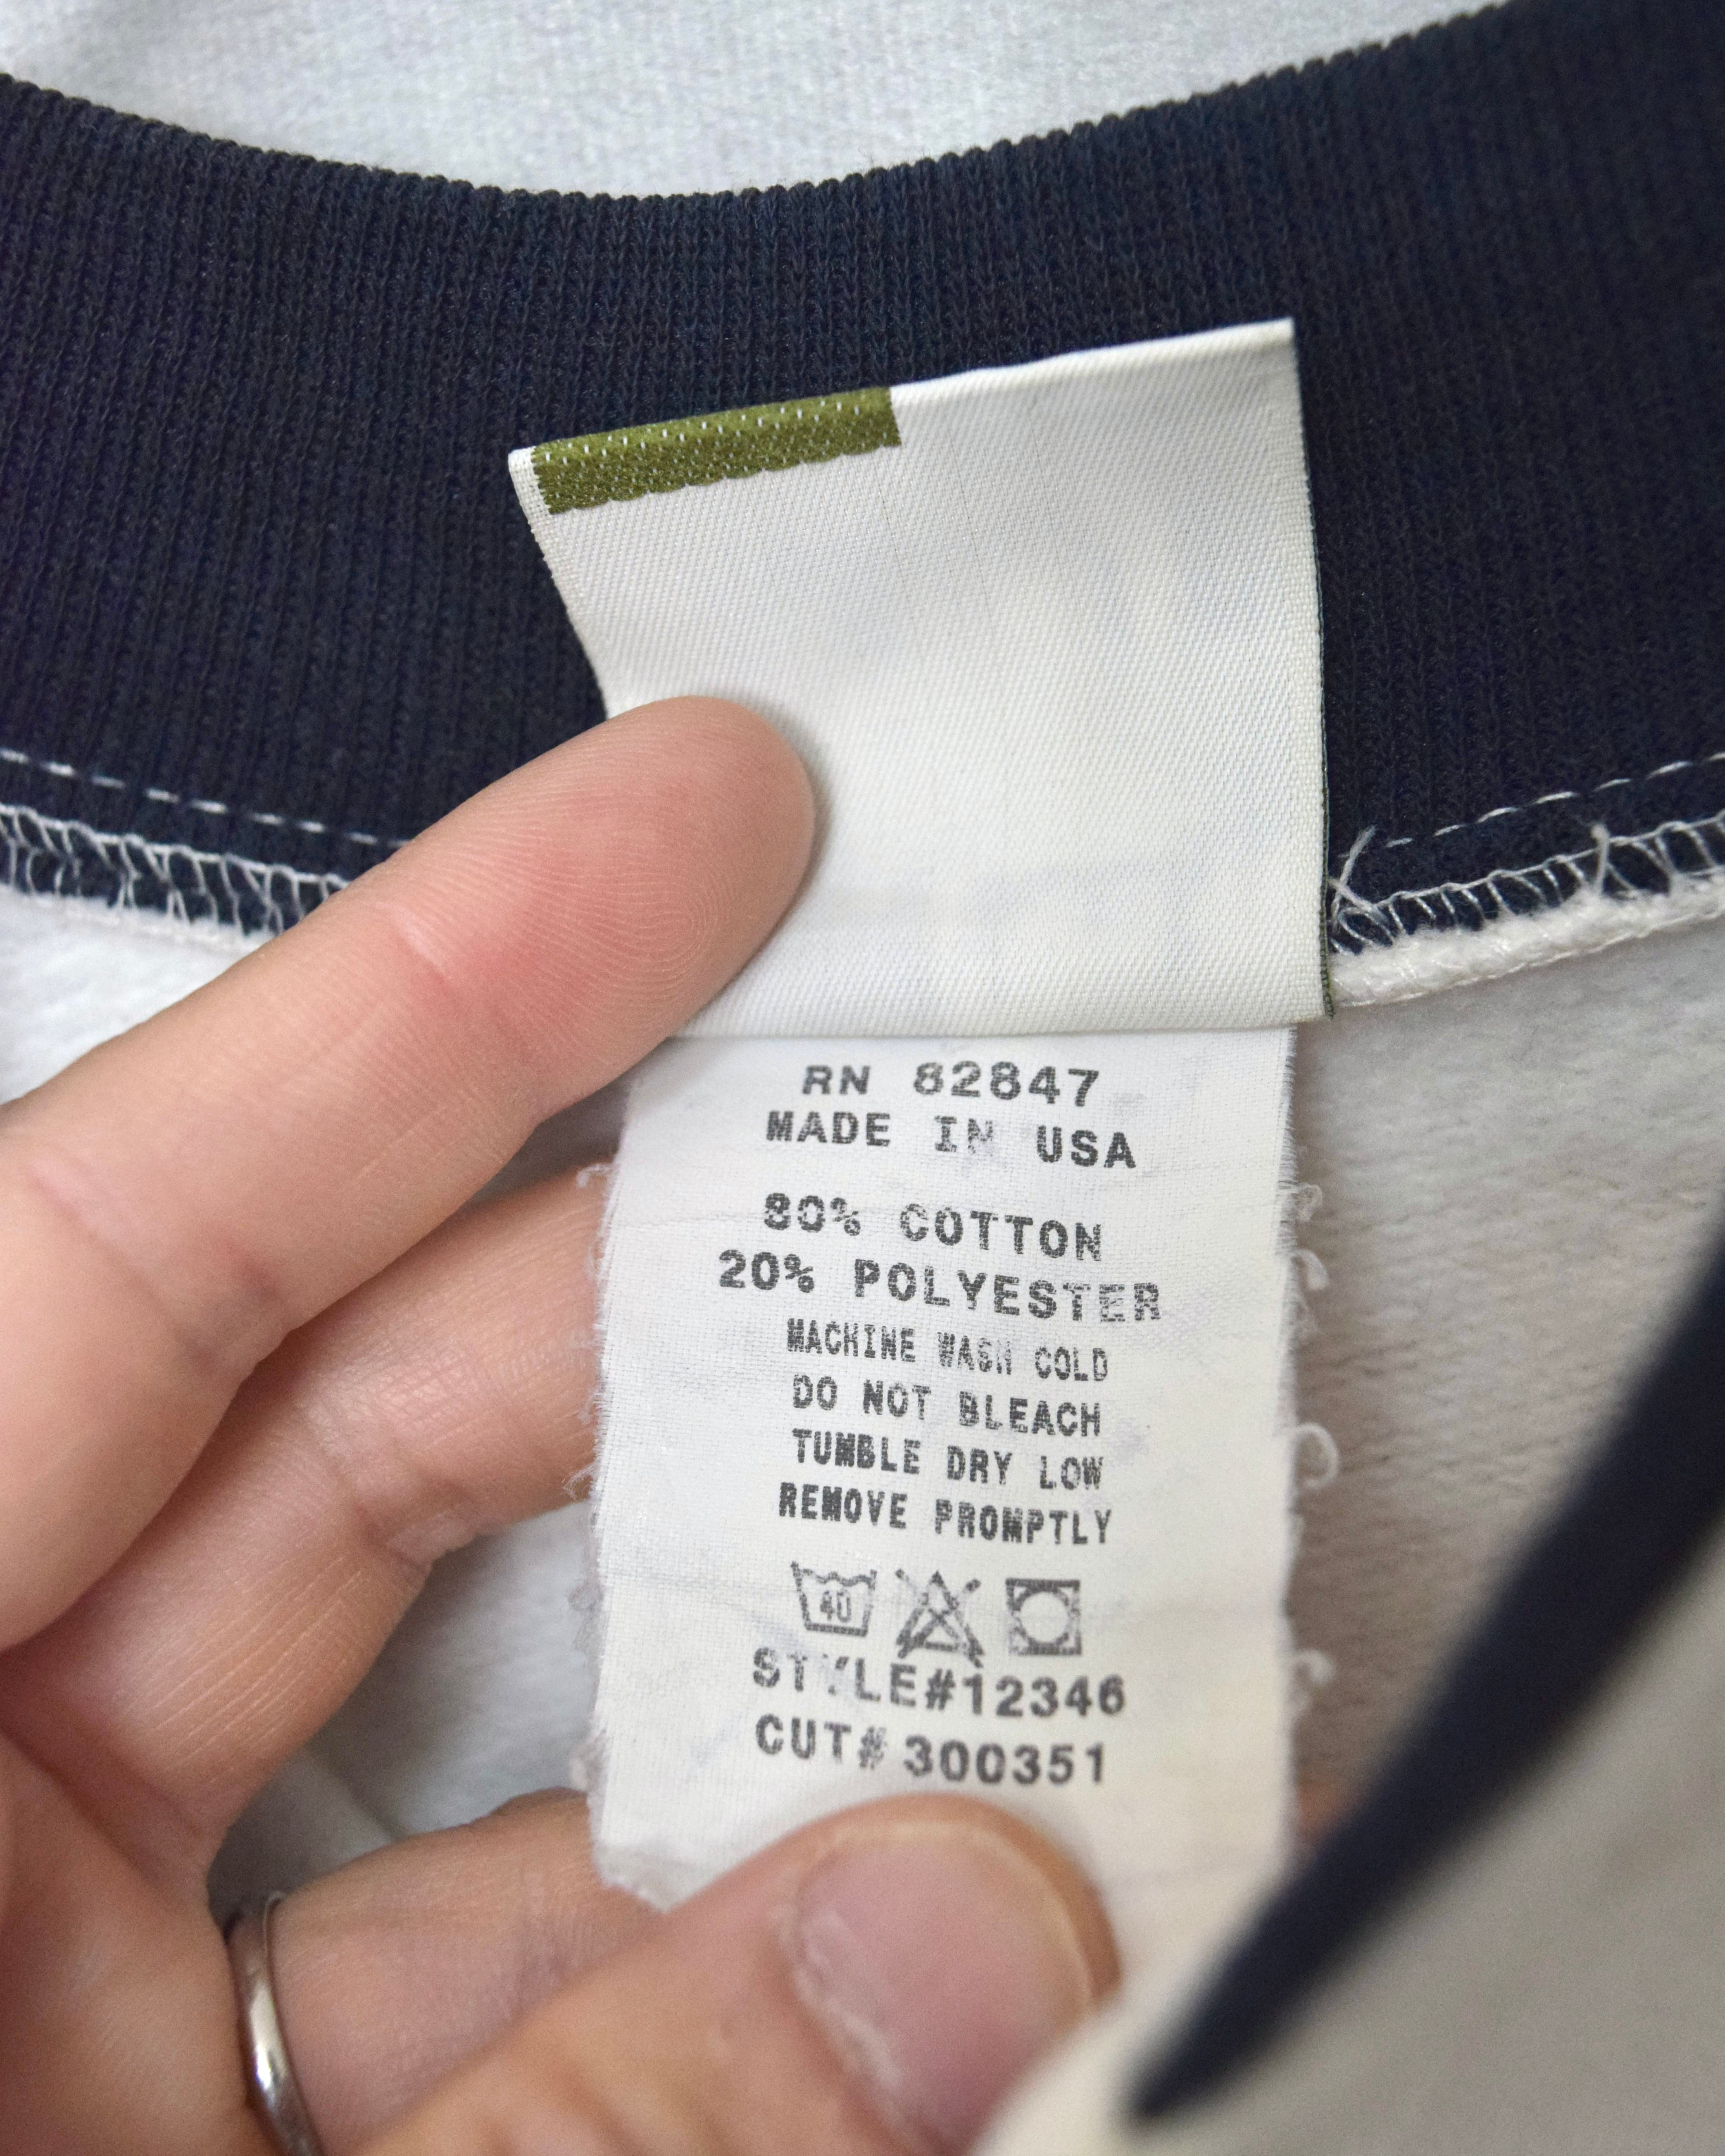 RN 82847
MADE IN USA
80% COTTON
20% POLYESTER
MACHINE WASH COLD
DO NOT BLEACH
TUMBLE DRY LOW
REMOVE PROMPTLY
40
STYLE#12346
CUT# 300351